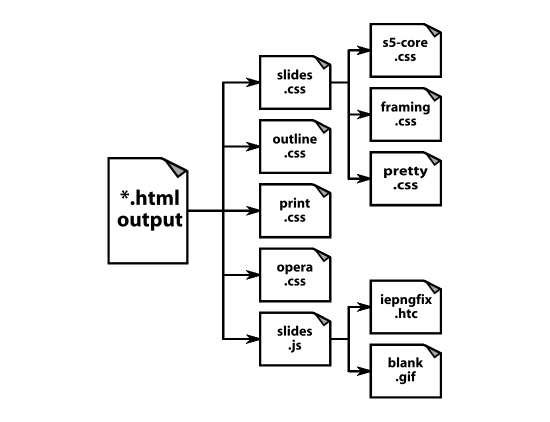 *.html
output
slides
.css
outline
.css
print
.css
opera
.css
slides
.js
s5-core
.css
framing
.css
pretty
.css
iepngfix
.htc
blank
.gif